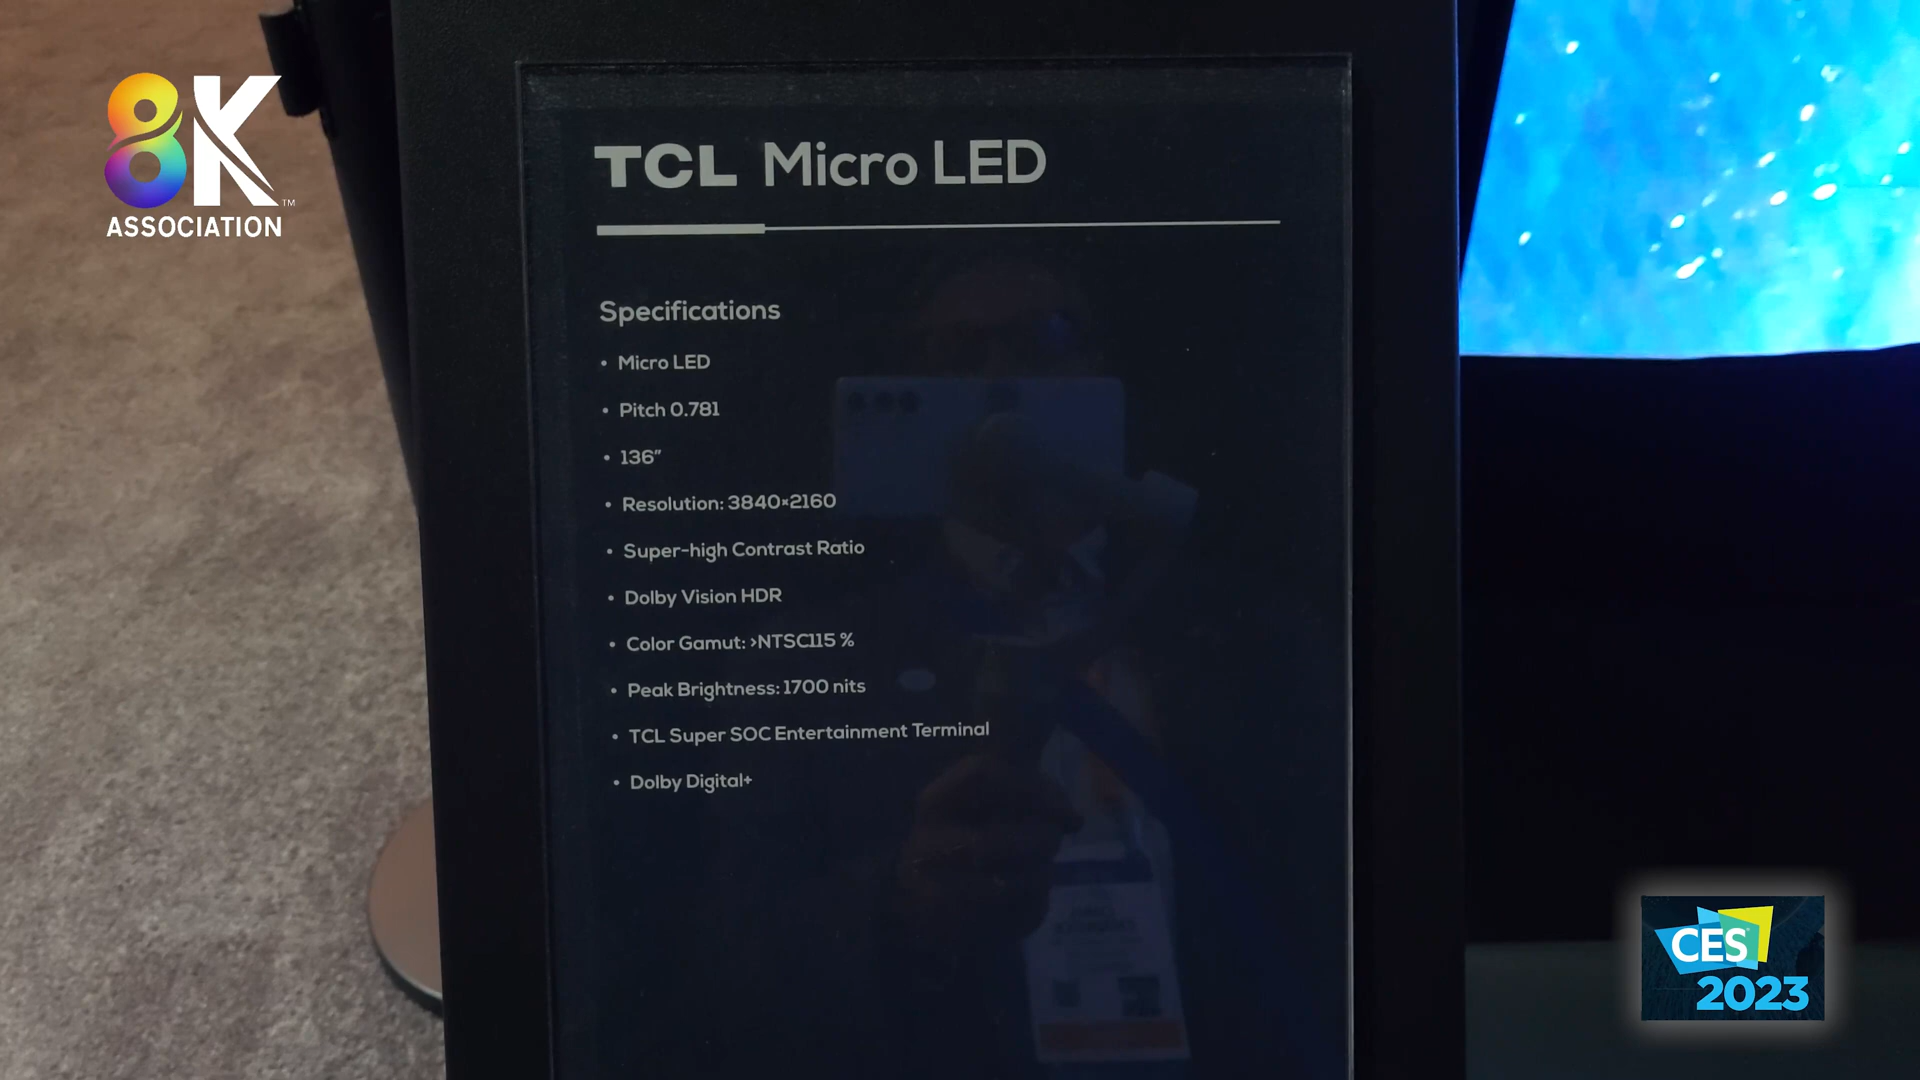 8K™
ASSOCIATION
TCL Micro LED
Specifications
• Micro LED
• Pitch 0.781
• 136”
• Resolution: 3840×2160
• Super-high Contrast Ratio
• Dolby Vision HDR
• Color Gamut: >NTSC115 %
• Peak Brightness: 1700 nits
• TCL Super SOC Entertainment Terminal
• Dolby Digital+
CES
2023